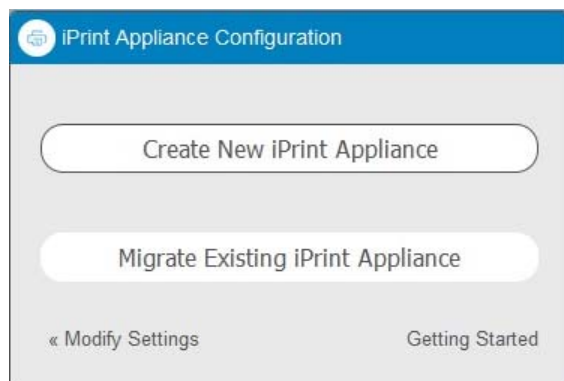 iPrint Appliance Configuration
Create New iPrint Appliance
Migrate Existing iPrint Appliance
« Modify Settings
Getting Started